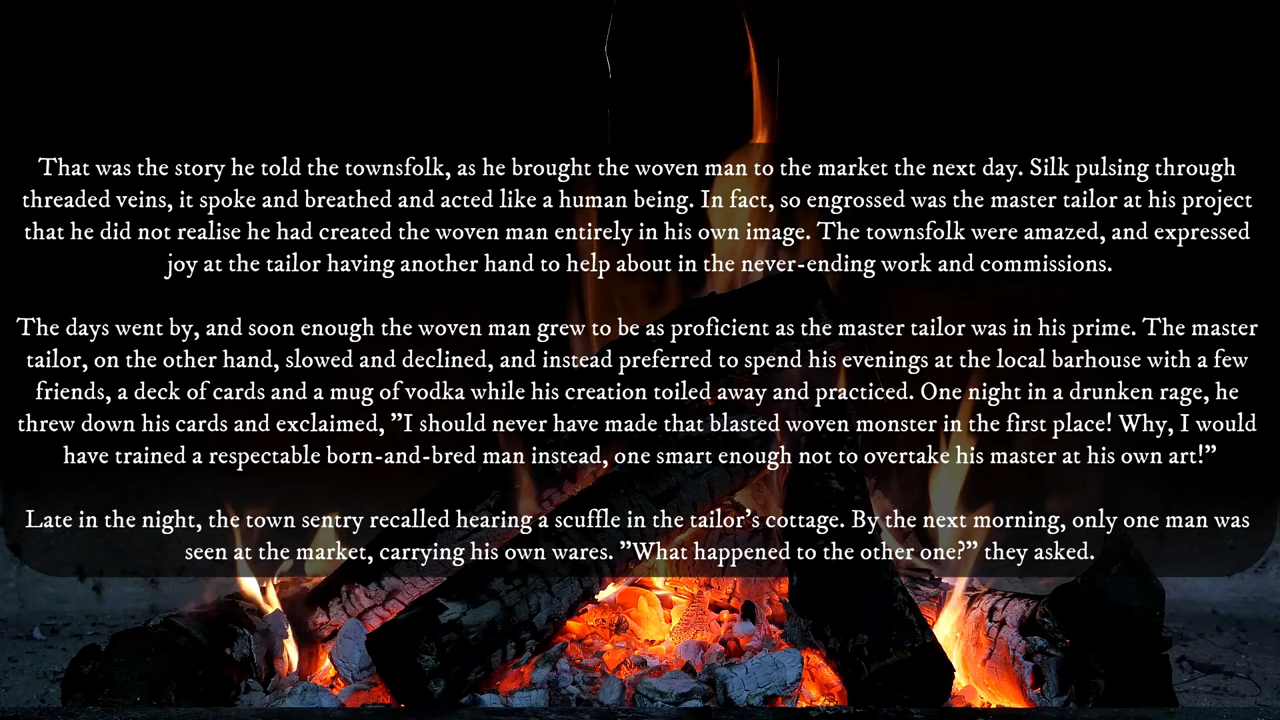 That was the story he told the townsfolk, as he brought the woven man to the market the next day. Silk pulsing through
threaded veins, it spoke and breathed and acted like a human being. In fact, so engrossed was the master tailor at his project
that he did not realise he had created the woven man entirely in his own image. The townsfolk were amazed, and expressed
joy at the tailor having another hand to help about in the never-ending work and commissions.
The days went by, and soon enough the woven man grew to be as proficient as the master tailor was in his prime. The master
tailor, on the other hand, slowed and declined, and instead preferred to spend his evenings at the local barhouse with a few
friends, a deck of cards and a mug of vodka while his creation toiled away and practiced. One night in a drunken rage, he
threw down his cards and exclaimed, ”I should never have made that blasted woven monster in the first place! Why, I would
have trained a respectable born-and-bred man instead, one smart enough not to overtake his master at his own art!”
Late in the night, the town sentry recalled hearing a scuffle in the tailor’s cottage. By the next morning, only one man was
seen at the market, carrying his own wares. ”What happened to the other one?” they asked.